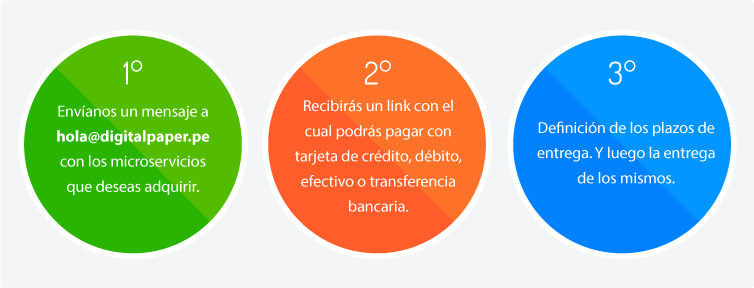 1°
Envíanos un mensaje a
hola@digitalpaper.pe
con los microservicios
que deseas adquirir.
2°
Recibirás un link con el
cual podrás pagar con
tarjeta de crédito, débito,
efectivo o transferencia
bancaria.
3°
Definición de los plazos de
entrega. Y luego la entrega
de los mismos.